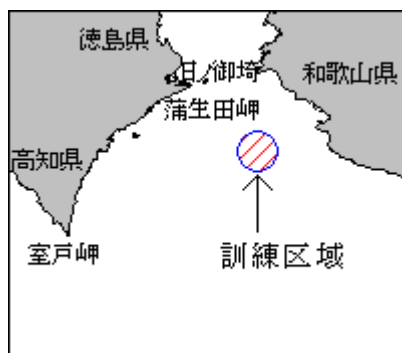 徳島県
日ノ御埼
和歌山県
蒲生田岬
高知県
室戸岬
訓練区域